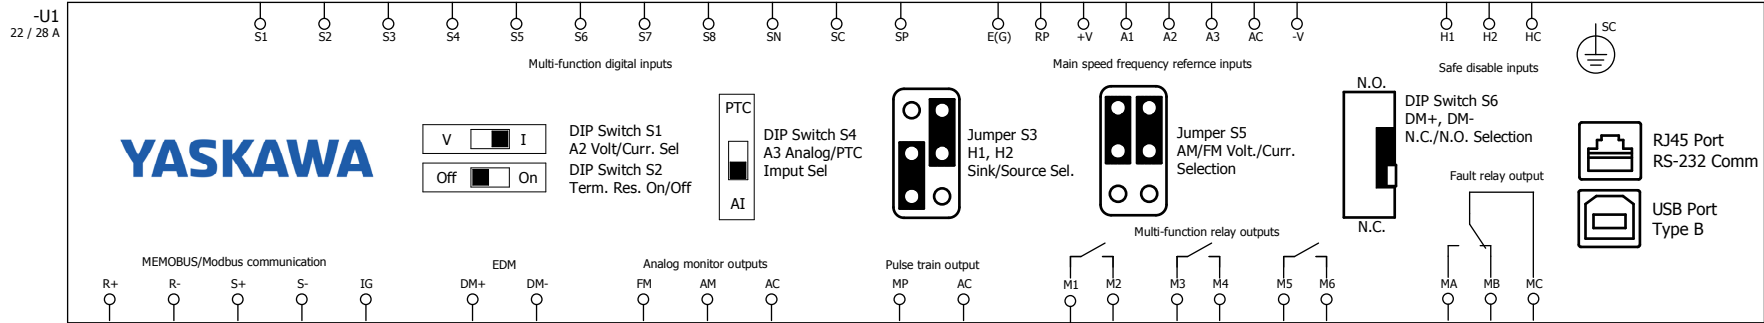 -U1
22 / 28 A
S1 S2 S3 S4 S5 S6 S7 S8 SN SC SP E(G) RP +V A1 A2 A3 AC -V H1 H2 HC SC
Multi-function digital inputs
Main speed frequency refernce inputs
Safe disable inputs
YASKAWA
V I
DIP Switch S1
A2 Volt/Curr. Sel
Off On
DIP Switch S2
Term. Res. On/Off
PTC
AI
DIP Switch S4
A3 Analog/PTC
Imput Sel
Jumper S3
H1, H2
Sink/Source Sel.
Jumper S5
AM/FM Volt./Curr.
Selection
N.O.
N.C.
DIP Switch S6
DM+, DM-
N.C./N.O. Selection
RJ45 Port
RS-232 Comm
USB Port
Type B
Fault relay output
Multi-function relay outputs
MEMOBUS/Modbus communication
EDM
Analog monitor outputs
Pulse train output
R+ R- S+ S- IG DM+ DM- FM AM AC MP AC M1 M2 M3 M4 M5 M6 MA MB MC